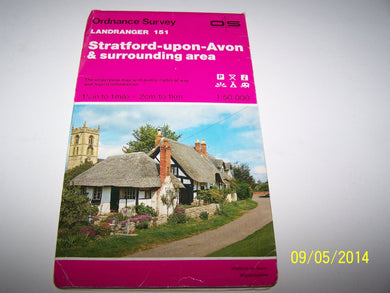 Ordnance Survey
OS
LANDRANGER 151
Stratford-upon-Avon
& surrounding area
1¼ in to 1 mile 2cm to 1km 1:50 000
09/05/2014